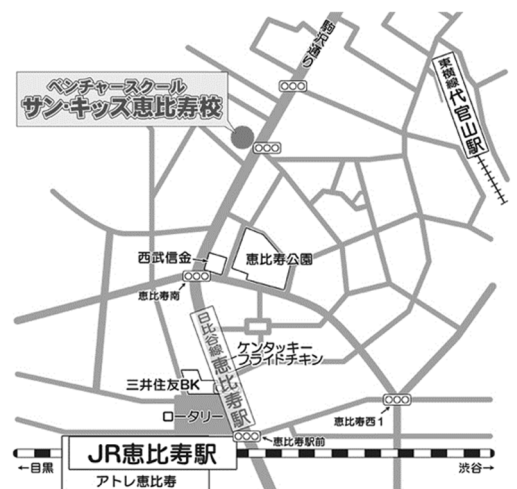 駒沢通り
ベンチャースクール
サン・キッズ恵比寿校
東横線 代官山駅
西武信金
恵比寿公園
恵比寿南
日比谷線 恵比寿駅
ケンタッキー
フライドチキン
三井住友BK
ロータリー
恵比寿西1
恵比寿駅前
JR恵比寿駅
←目黒
渋谷→
アトレ恵比寿